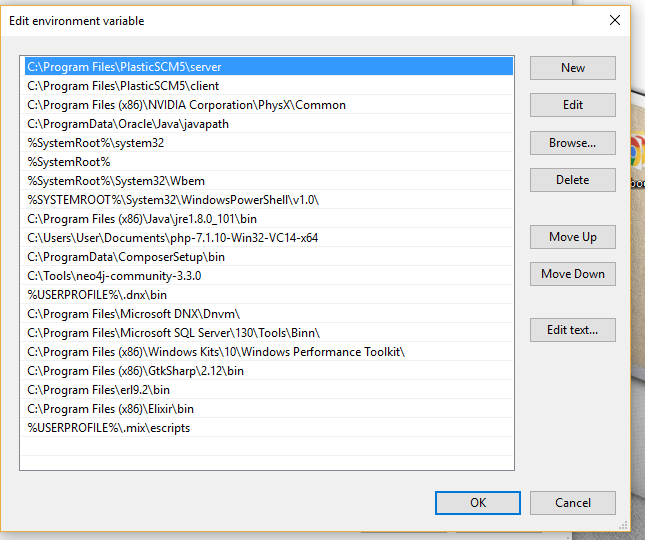 Edit environment variable
C:\Program Files\PlasticSCM5\server
New
C:\Program Files\PlasticSCM5\client
C:\Program Files (x86)\NVIDIA Corporation\PhysX\Common
Edit
C:\ProgramData\Oracle\Java\javapath
%SystemRoot%\system32
Browse...
%SystemRoot%
%SystemRoot%\System32\Wbem
Delete
%SYSTEMROOT%\System32\WindowsPowerShell\v1.0\
C:\Program Files (x86)\Java\jre1.8.0_101\bin
C:\Users\User\Documents\php-7.1.10-Win32-VC14-x64
Move Up
C:\ProgramData\ComposerSetup\bin
C:\Tools\neo4j-community-3.3.0
Move Down
%USERPROFILE%\.dnx\bin
C:\Program Files\Microsoft DNX\Dnvm\
C:\Program Files\Microsoft SQL Server\130\Tools\Binn\
Edit text...
C:\Program Files (x86)\Windows Kits\10\Windows Performance Toolkit\
C:\Program Files (x86)\GtkSharp\2.12\bin
C:\Program Files\erl9.2\bin
C:\Program Files (x86)\Elixir\bin
%USERPROFILE%\.mix\escripts
OK
Cancel